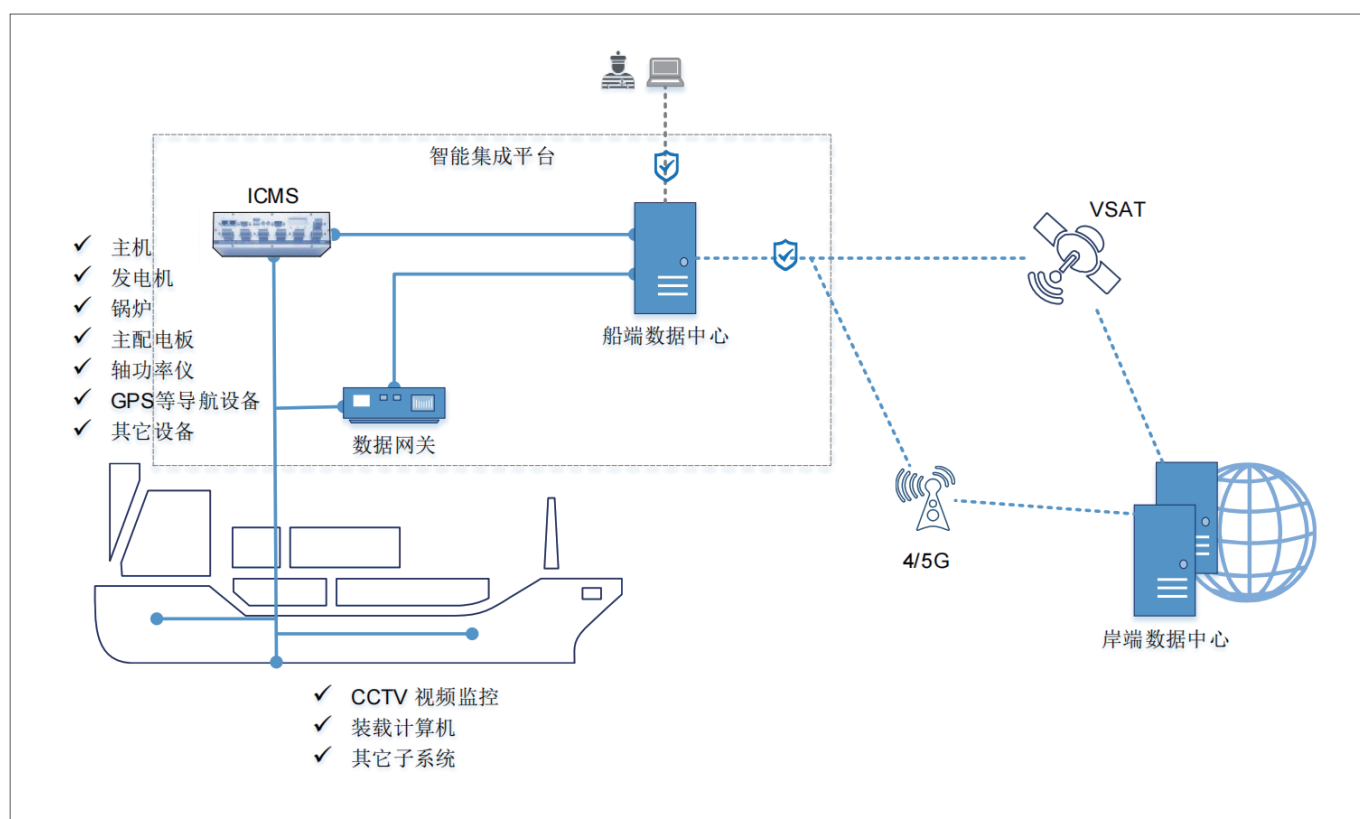 智能集成平台
ICMS
VSAT
✓ 主机
✓ 发电机
✓ 锅炉
✓ 主配电板
✓ 轴功率仪
✓ GPS等导航设备
✓ 其它设备
船端数据中心
数据网关
4/5G
岸端数据中心
✓ CCTV 视频监控
✓ 装载计算机
✓ 其它子系统